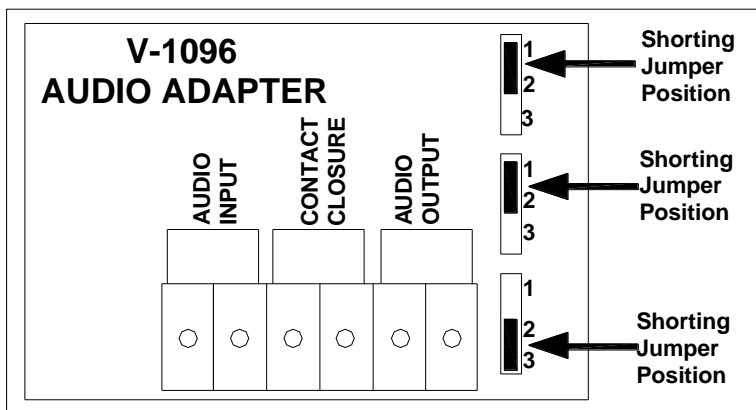 V-1096
AUDIO ADAPTER
AUDIO
INPUT
CONTACT
CLOSURE
AUDIO
OUTPUT
1
2
3
Shorting
Jumper
Position
1
2
3
Shorting
Jumper
Position
1
2
3
Shorting
Jumper
Position